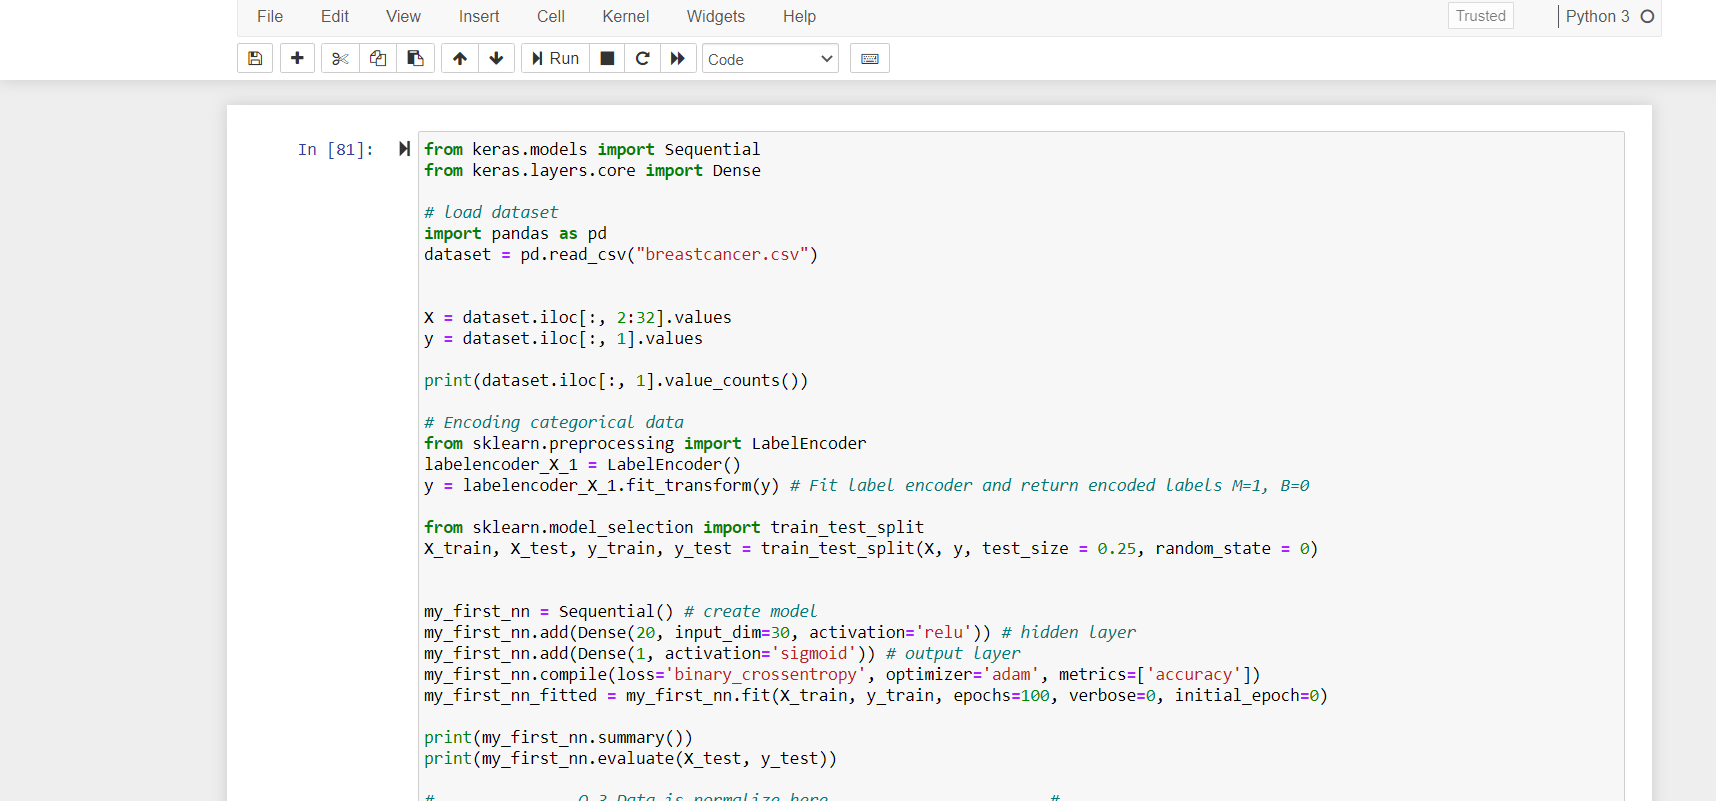 File Edit View Insert Cell Kernel Widgets Help Trusted Python 3
Run Code
In [81]: from keras.models import Sequential
from keras.layers.core import Dense
# load dataset
import pandas as pd
dataset = pd.read_csv("breastcancer.csv")
X = dataset.iloc[:, 2:32].values
y = dataset.iloc[:, 1].values
print(dataset.iloc[:, 1].value_counts())
# Encoding categorical data
from sklearn.preprocessing import LabelEncoder
labelencoder_X_1 = LabelEncoder()
y = labelencoder_X_1.fit_transform(y) # Fit label encoder and return encoded labels M=1, B=0
from sklearn.model_selection import train_test_split
X_train, X_test, y_train, y_test = train_test_split(X, y, test_size = 0.25, random_state = 0)
my_first_nn = Sequential() # create model
my_first_nn.add(Dense(20, input_dim=30, activation='relu')) # hidden layer
my_first_nn.add(Dense(1, activation='sigmoid')) # output layer
my_first_nn.compile(loss='binary_crossentropy', optimizer='adam', metrics=['accuracy'])
my_first_nn_fitted = my_first_nn.fit(X_train, y_train, epochs=100, verbose=0, initial_epoch=0)
print(my_first_nn.summary())
print(my_first_nn.evaluate(X_test, y_test))
# Q.3 Data is normalize here #